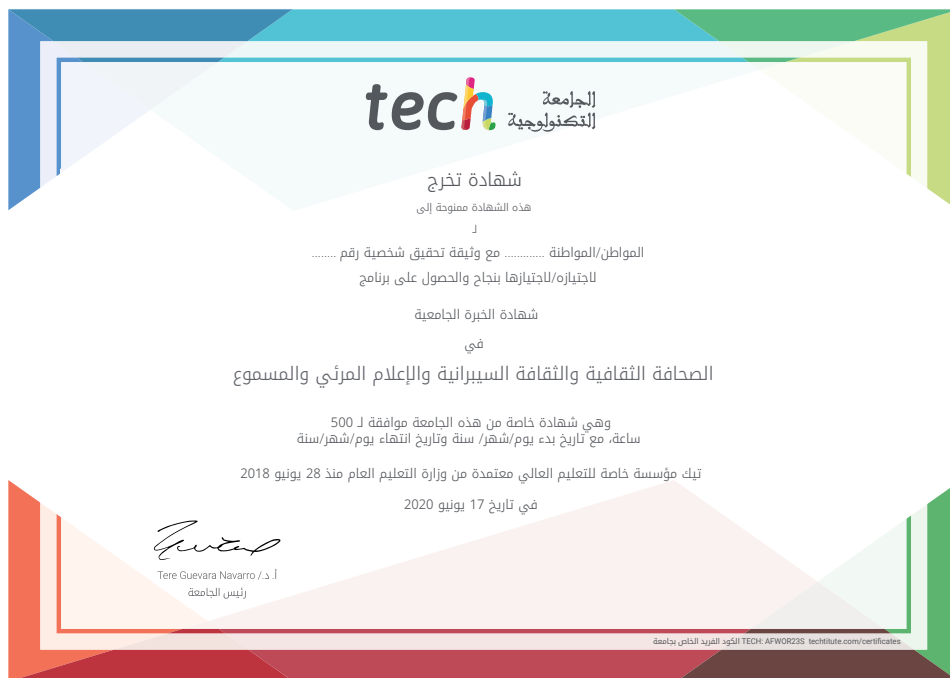 tech
الجامعة
التكنولوجية
شهادة تخرج
هذه الشهادة ممنوحة إلى
لـ
المواطن/المواطنة ............ مع وثيقة تحقيق شخصية رقم ........
لاجتيازه/لاجتيازها بنجاح والحصول على برنامج
شهادة الخبرة الجامعية
في
الصحافة الثقافية والثقافة السيبرانية والإعلام المرئي والمسموع
وهي شهادة خاصة من هذه الجامعة موافقة لـ 500
ساعة، مع تاريخ بدء يوم/شهر/ سنة وتاريخ انتهاء يوم/شهر/سنة
تيك مؤسسة خاصة للتعليم العالي معتمدة من وزارة التعليم العام منذ 28 يونيو 2018
في تاريخ 17 يونيو 2020
أ. د./ Tere Guevara Navarro
رئيس الجامعة
الكود الفريد الخاص بجامعة TECH: AFWOR23S techtitute.com/certificates